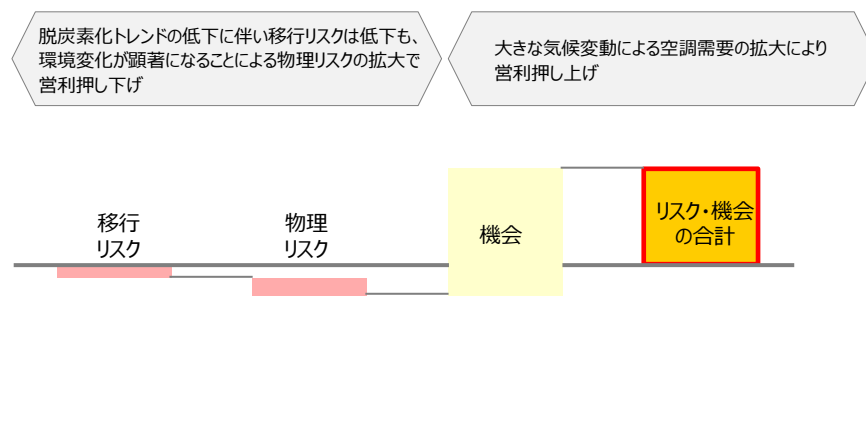 脱炭素化トレンドの低下に伴い移行リスクは低下も、
環境変化が顕著になることによる物理リスクの拡大で
営利押し下げ
大きな気候変動による空調需要の拡大により
営利押し上げ
移行
リスク
物理
リスク
機会
リスク・機会
の合計